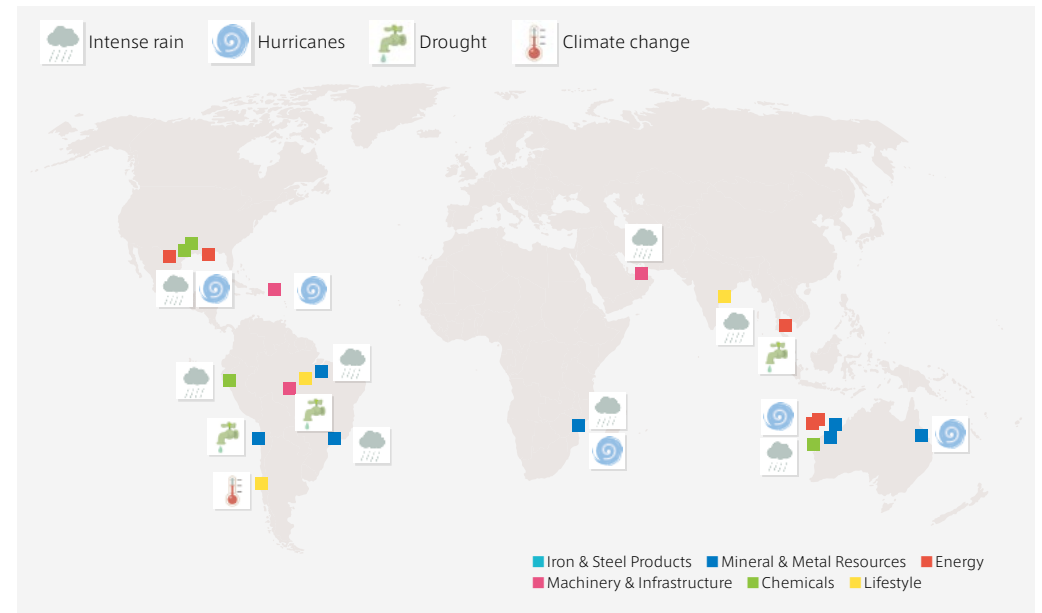 Intense rain Hurricanes Drought Climate change
Iron & Steel Products Mineral & Metal Resources Energy
Machinery & Infrastructure Chemicals Lifestyle